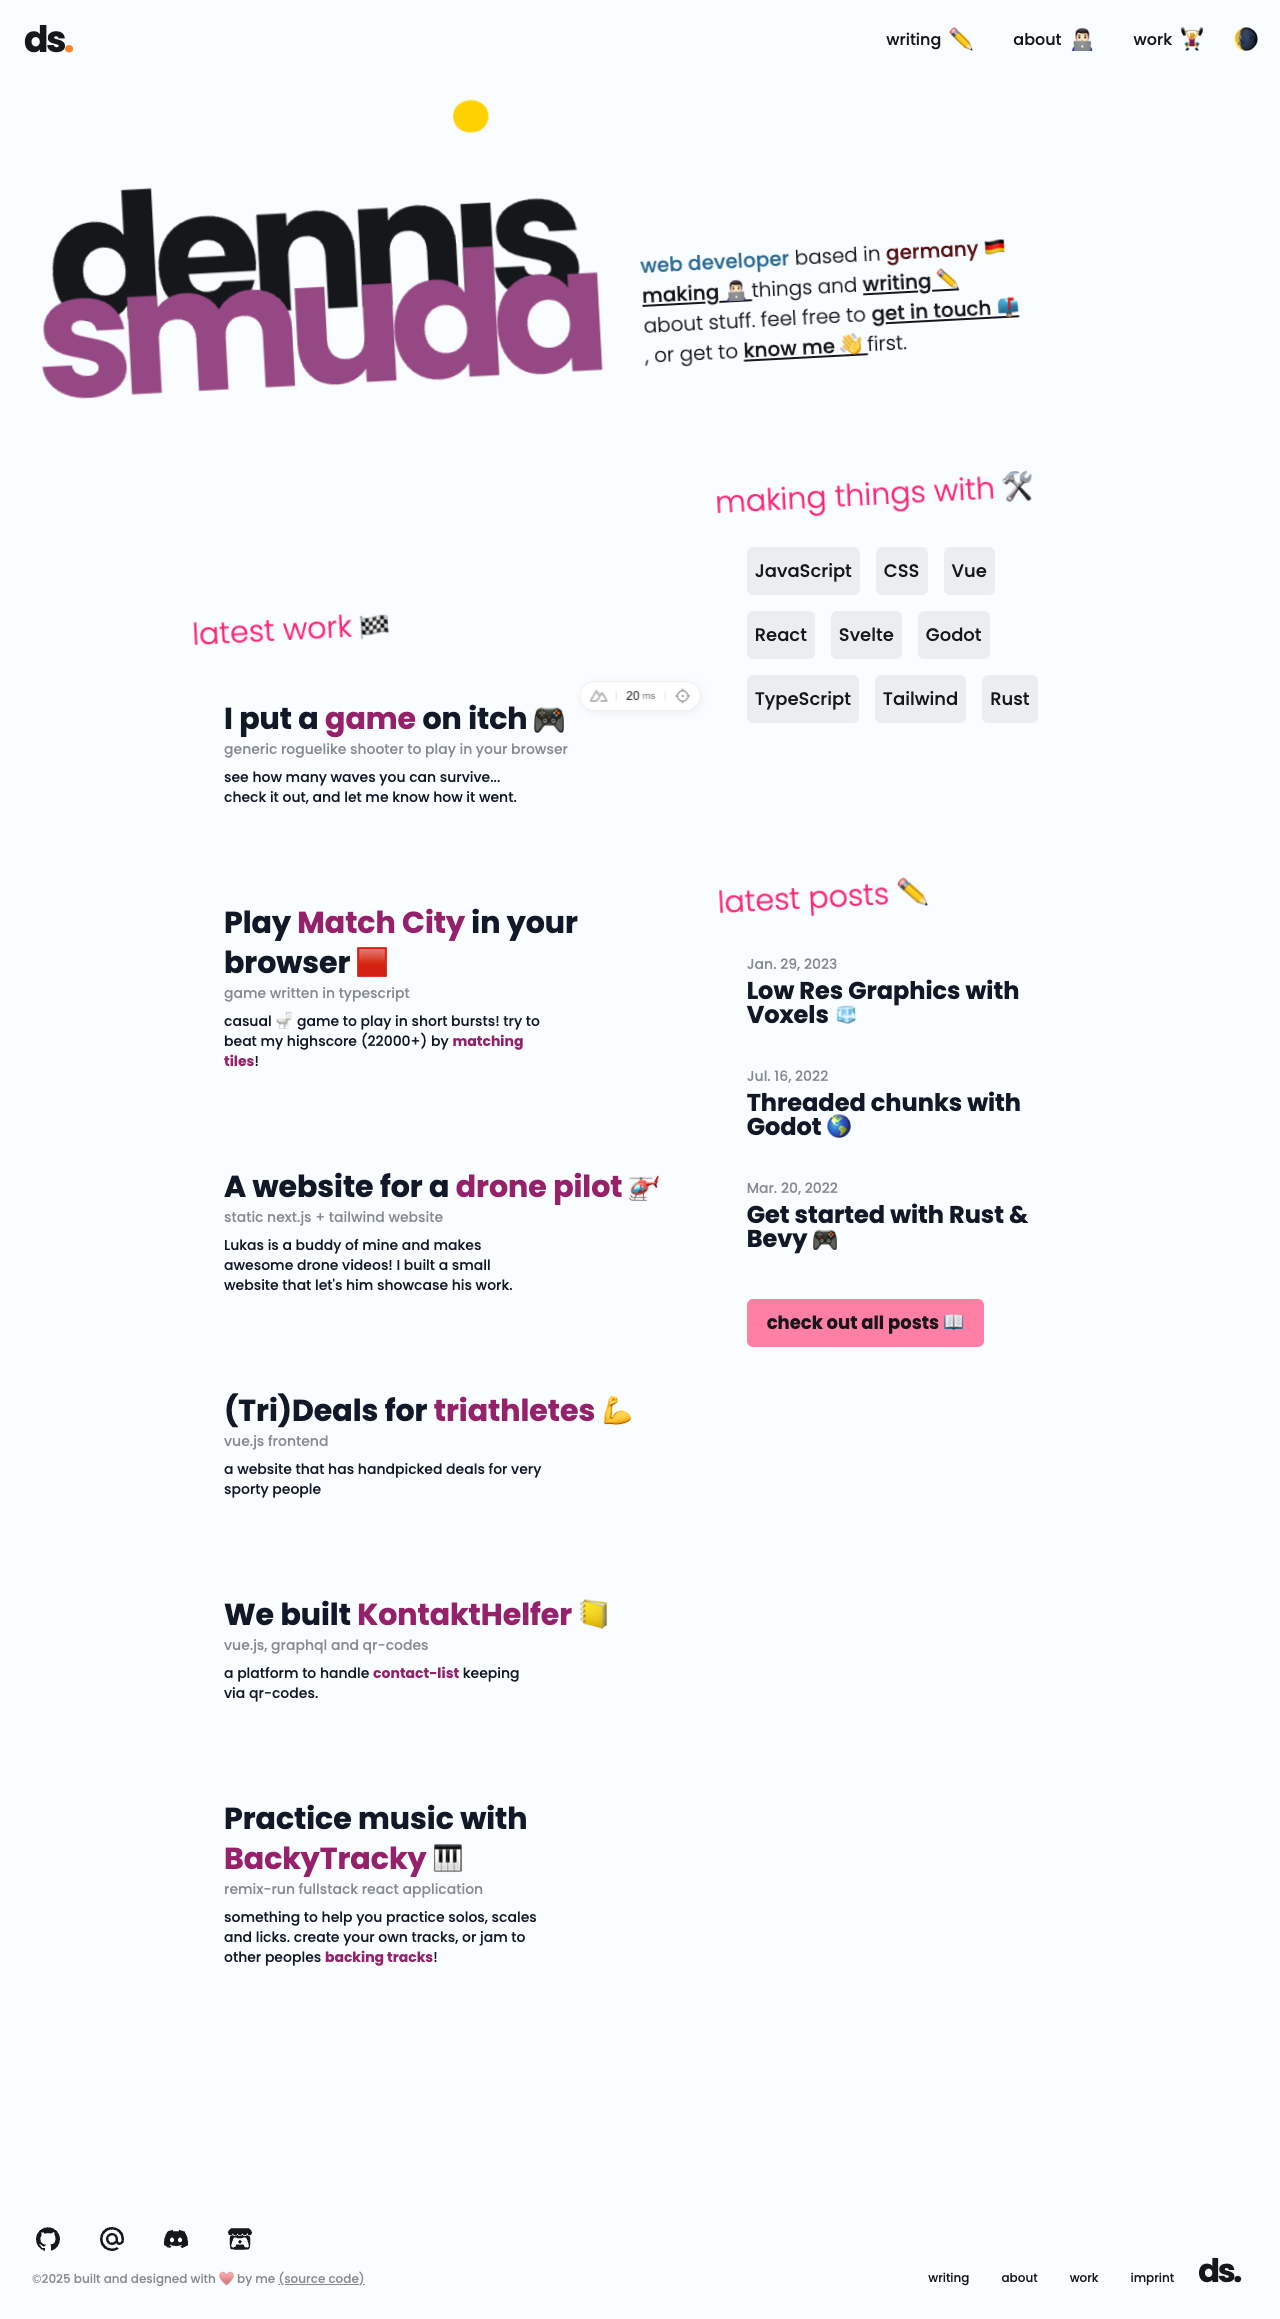 ds.
writing ✏️
about 👨🏻‍💻
work 🏋🏻‍♂️
🌘
dennis
smuda
web developer based in germany 🇩🇪
making 👨🏻‍💻 things and writing ✏️
about stuff. feel free to get in touch 📫
, or get to know me 👋 first.
making things with 🛠️
JavaScript
CSS
Vue
React
Svelte
Godot
TypeScript
Tailwind
Rust
latest work 🏁
20 ms
I put a game on itch 🎮
generic roguelike shooter to play in your browser
see how many waves you can survive...
check it out, and let me know how it went.
Play Match City in your
browser 🟥
game written in typescript
casual 🚽 game to play in short bursts! try to
beat my highscore (22000+) by matching
tiles!
A website for a drone pilot 🚁
static next.js + tailwind website
Lukas is a buddy of mine and makes
awesome drone videos! I built a small
website that let's him showcase his work.
(Tri)Deals for triathletes 💪
vue.js frontend
a website that has handpicked deals for very
sporty people
We built KontaktHelfer 📒
vue.js, graphql and qr-codes
a platform to handle contact-list keeping
via qr-codes.
Practice music with
BackyTracky 🎹
remix-run fullstack react application
something to help you practice solos, scales
and licks. create your own tracks, or jam to
other peoples backing tracks!
latest posts ✏️
Jan. 29, 2023
Low Res Graphics with
Voxels 🧊
Jul. 16, 2022
Threaded chunks with
Godot 🌎
Mar. 20, 2022
Get started with Rust &
Bevy 🎮
check out all posts 📖
©2025 built and designed with ❤️ by me (source code)
writing
about
work
imprint
ds.